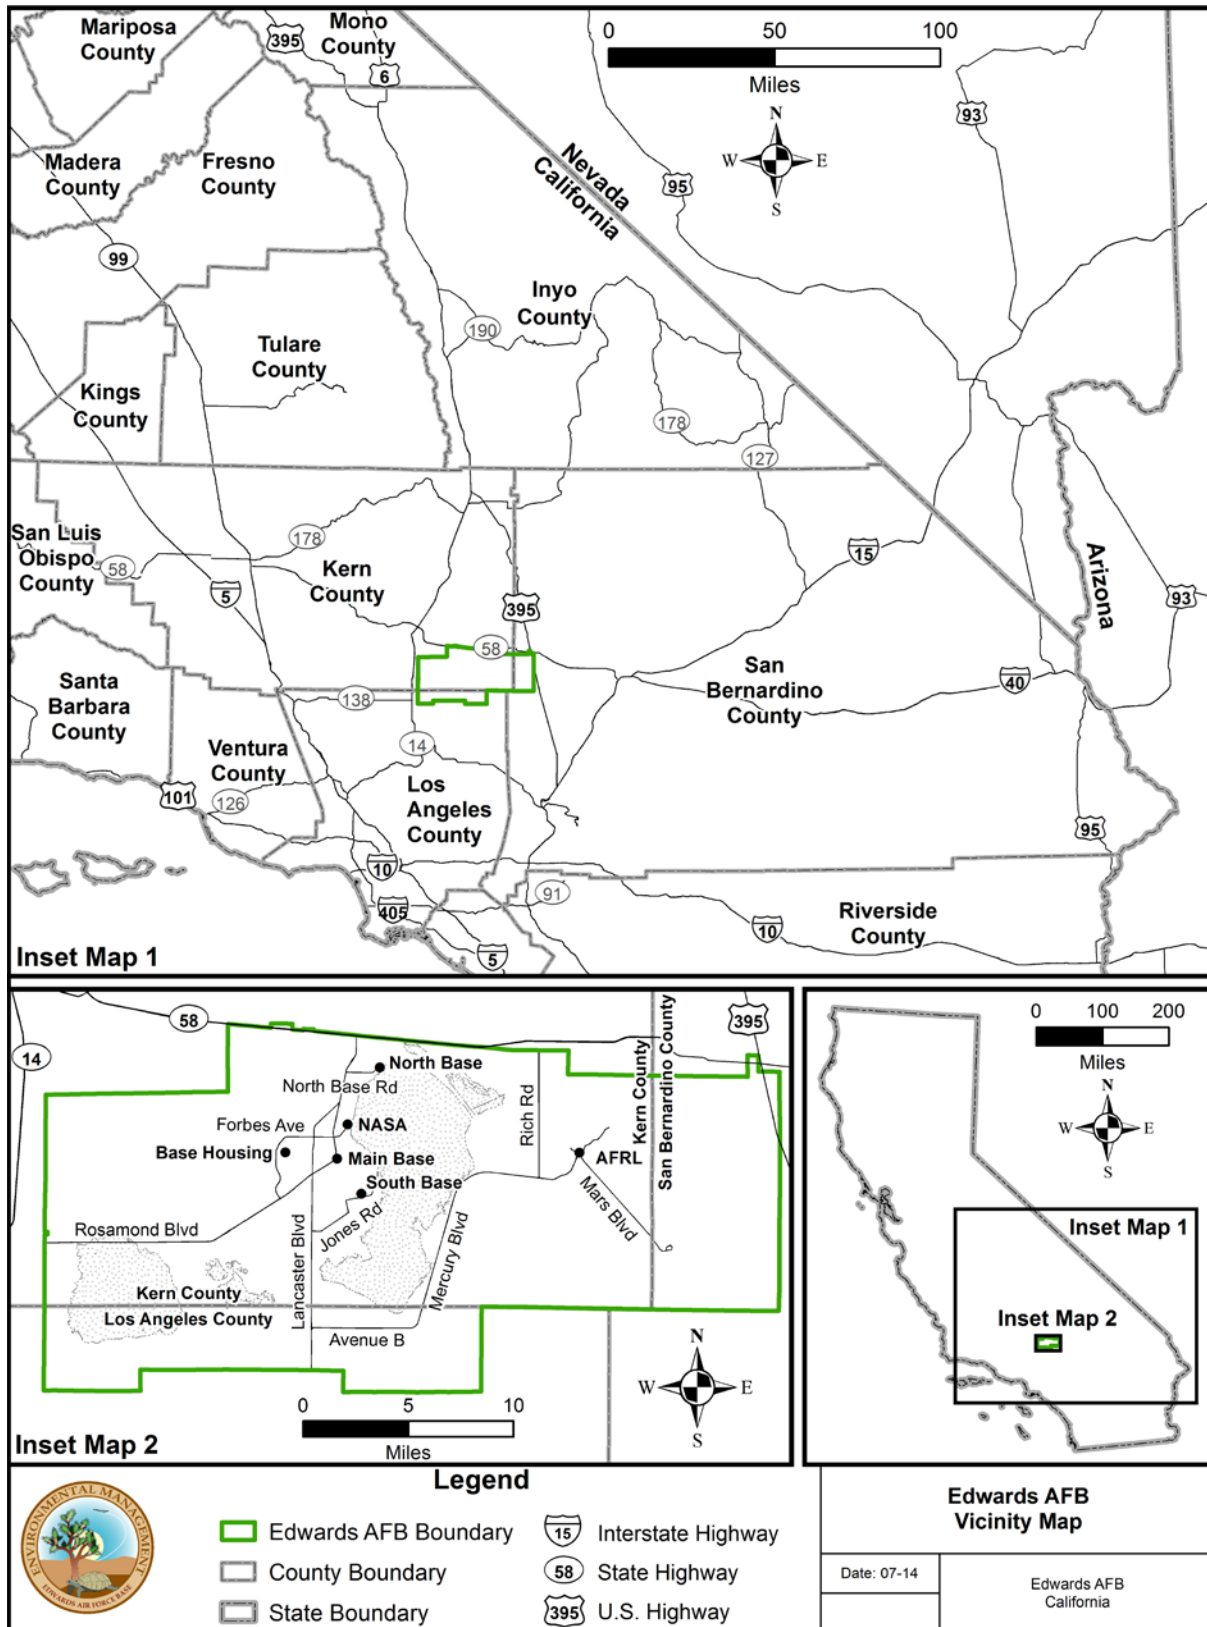 Mariposa
County
395
Mono
County
6
0
50
100
Miles
N
W
E
S
93
95
Nevada
California
Madera
County
Fresno
County
99
Inyo
County
190
Tulare
County
Kings
County
178
127
San Luis
Obispo
County
58
178
Kern
County
5
395
15
Arizona
93
58
Santa
Barbara
County
138
San
Bernardino
County
40
14
Ventura
County
126
101
Los
Angeles
County
95
10
405
91
5
10
Riverside
County
Inset Map 1
58
14
395
North Base
North Base Rd
Forbes Ave
NASA
Base Housing
Main Base
South Base
Jones Rd
Rosamond Blvd
Lancaster Blvd
Mercury Blvd
Rich Rd
AFRL
Mars Blvd
Kern County
San Bernardino County
Kern County
Los Angeles County
Avenue B
0
5
10
Miles
N
W
E
S
Inset Map 2
0
100
200
Miles
N
W
E
S
Inset Map 1
Inset Map 2
Legend
ENVIRONMENTAL MANAGEMENT
EDWARDS AIR FORCE BASE
Edwards AFB Boundary
County Boundary
State Boundary
15
Interstate Highway
58
State Highway
395
U.S. Highway
Edwards AFB
Vicinity Map
Date: 07-14
Edwards AFB
California